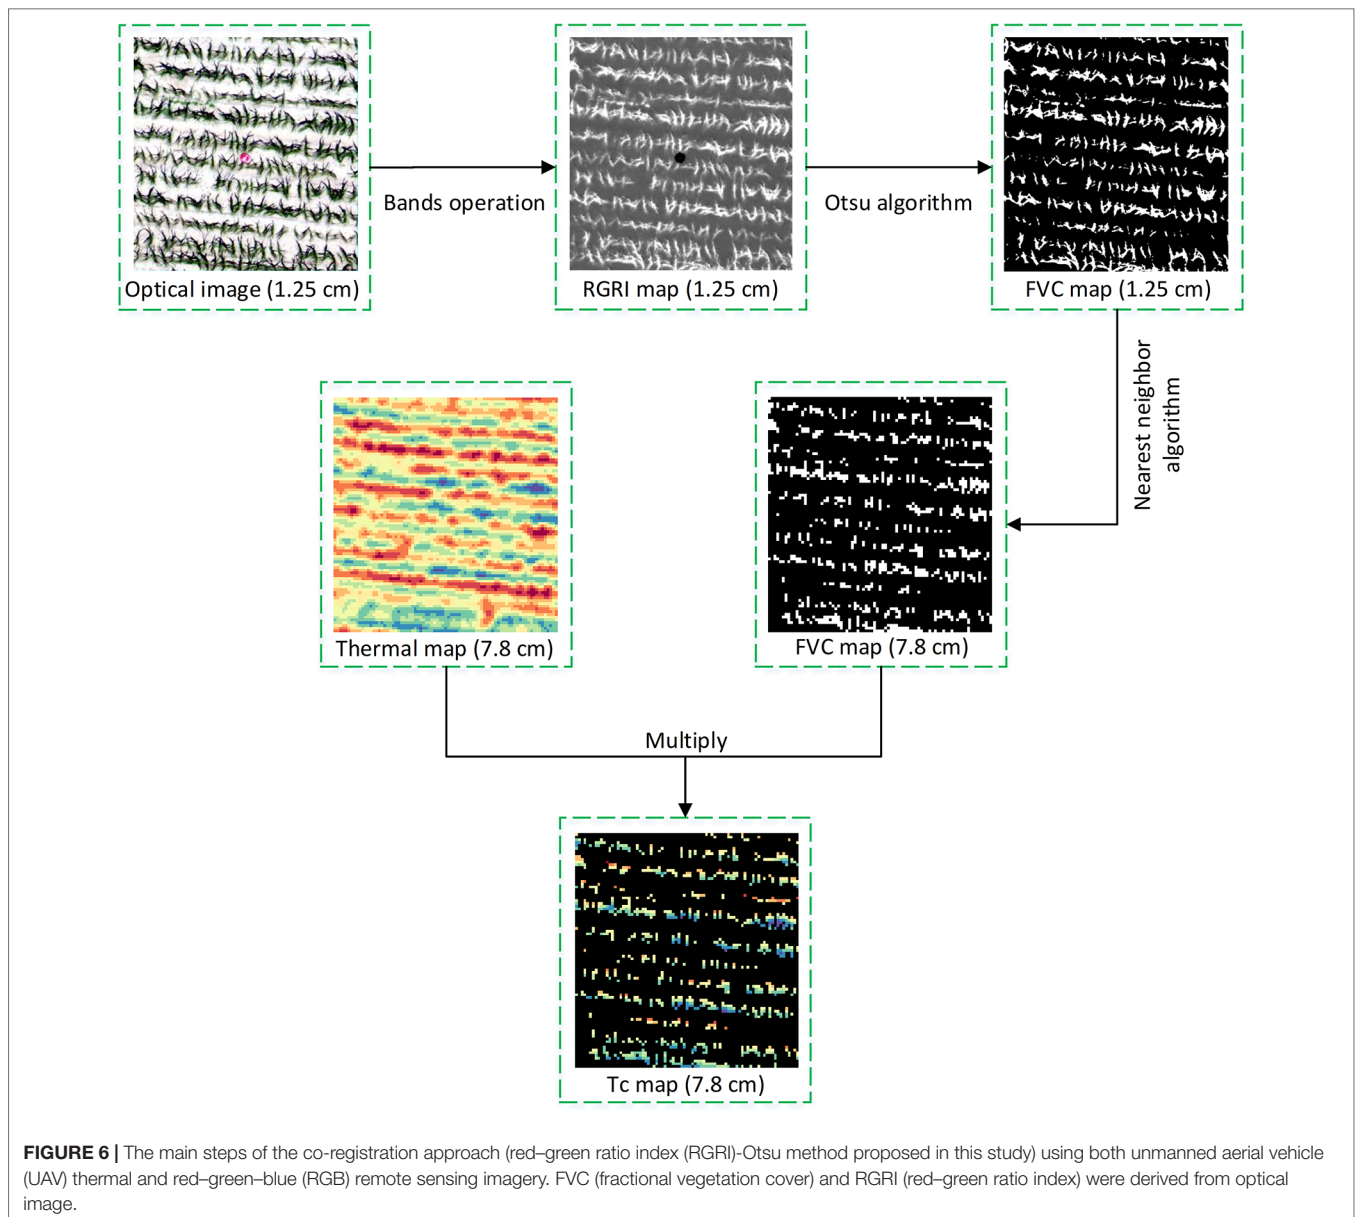 Optical image (1.25 cm)
Bands operation
RGRI map (1.25 cm)
Otsu algorithm
FVC map (1.25 cm)
Nearest neighbor
algorithm
Thermal map (7.8 cm)
FVC map (7.8 cm)
Multiply
Tc map (7.8 cm)
FIGURE 6 | The main steps of the co-registration approach (red–green ratio index (RGRI)-Otsu method proposed in this study) using both unmanned aerial vehicle
(UAV) thermal and red–green–blue (RGB) remote sensing imagery. FVC (fractional vegetation cover) and RGRI (red–green ratio index) were derived from optical
image.